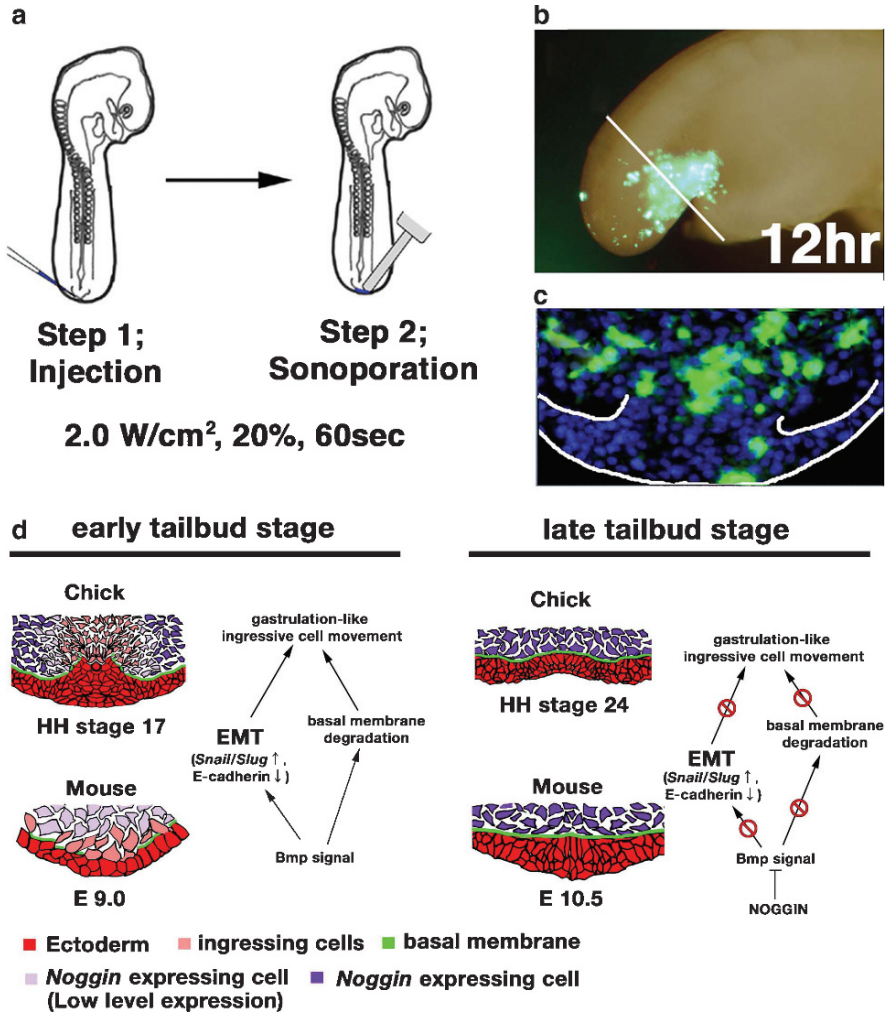 a
Step 1;
Injection
Step 2;
Sonoporation
2.0 W/cm², 20%, 60sec
b
12hr
c
d
early tailbud stage
Chick
HH stage 17
Mouse
E 9.0
gastrulation-like
ingressive cell movement
EMT
(Snail/Slug ↑,
E-cadherin ↓)
basal membrane
degradation
Bmp signal
late tailbud stage
Chick
HH stage 24
Mouse
E 10.5
gastrulation-like
ingressive cell movement
basal membrane
degradation
EMT
(Snail/Slug ↑,
E-cadherin ↓)
Bmp signal
NOGGIN
Ectoderm
ingressing cells
basal membrane
Noggin expressing cell
(Low level expression)
Noggin expressing cell